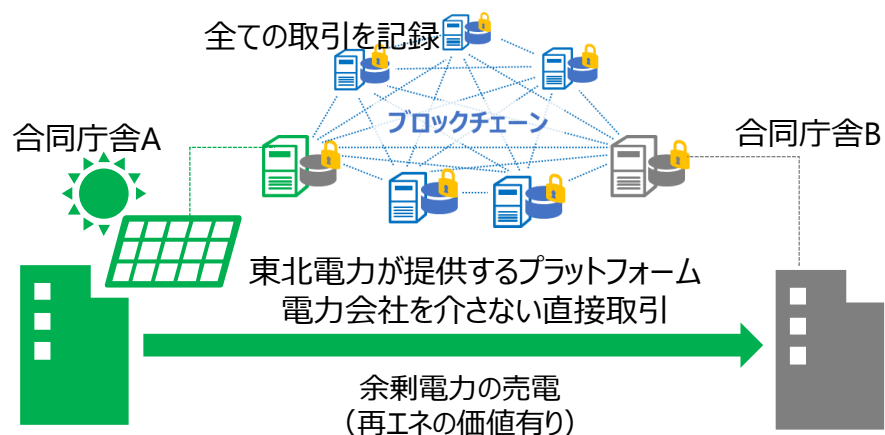 全ての取引を記録
ブロックチェーン
合同庁舎A
合同庁舎B
東北電力が提供するプラットフォーム
電力会社を介さない直接取引
余剰電力の売電
（再エネの価値有り）